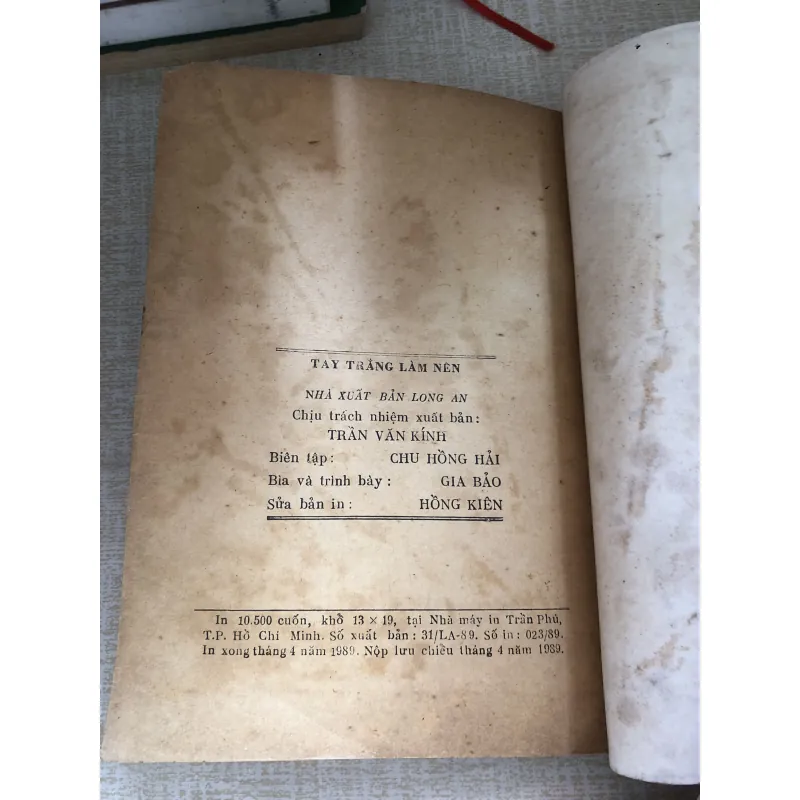 TAY TRẮNG LÀM NÊN
NHÀ XUẤT BẢN LONG AN
Chịu trách nhiệm xuất bản:
TRẦN VĂN KÍNH
Biên tập: CHU HỒNG HẢI
Bìa và trình bày: GIA BẢO
Sửa bản in: HỒNG KIÊN
In 10.500 cuốn, khổ 13 × 19, tại Nhà máy in Trần Phú,
T.P. Hồ Chí Minh. Số xuất bản: 31/LA-89. Số in: 023/89.
In xong tháng 4 năm 1989. Nộp lưu chiểu tháng 4 năm 1989.